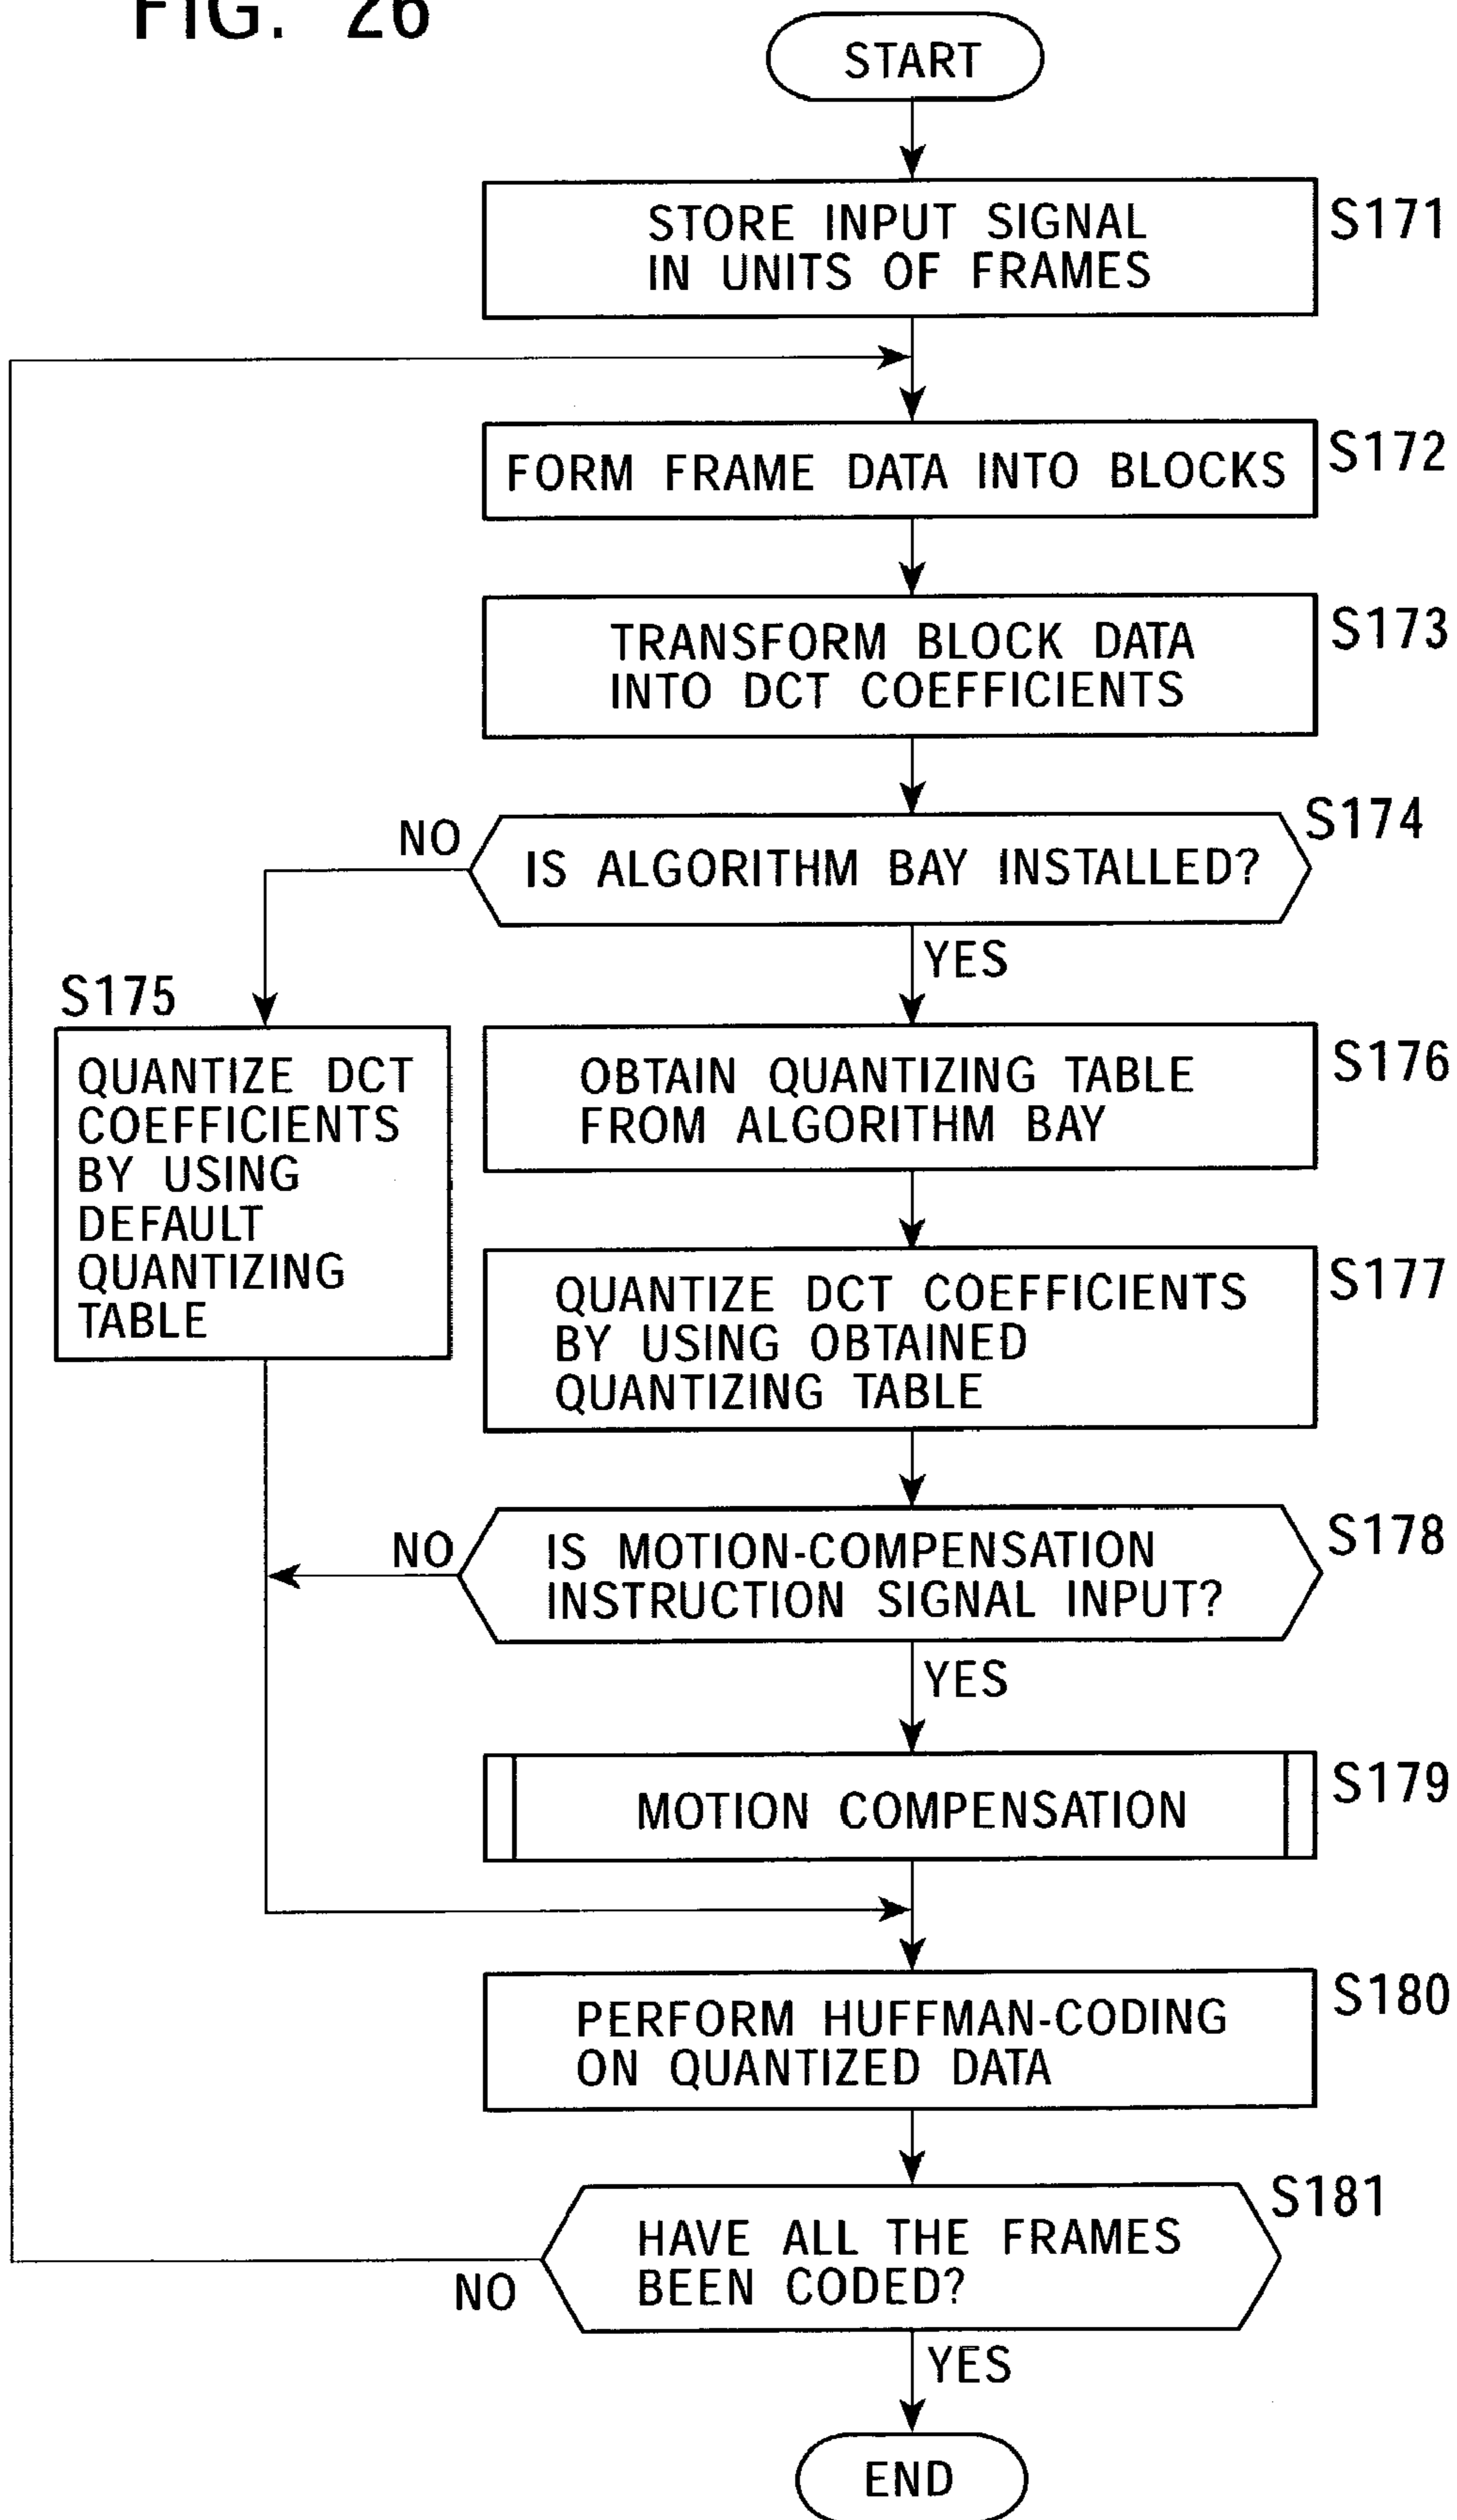 FIG. 26
START
STORE INPUT SIGNAL
IN UNITS OF FRAMES
S171
FORM FRAME DATA INTO BLOCKS
S172
TRANSFORM BLOCK DATA
INTO DCT COEFFICIENTS
S173
NO
IS ALGORITHM BAY INSTALLED?
S174
YES
S175
QUANTIZE DCT
COEFFICIENTS
BY USING
DEFAULT
QUANTIZING
TABLE
OBTAIN QUANTIZING TABLE
FROM ALGORITHM BAY
S176
QUANTIZE DCT COEFFICIENTS
BY USING OBTAINED
QUANTIZING TABLE
S177
NO
IS MOTION-COMPENSATION
INSTRUCTION SIGNAL INPUT?
S178
YES
MOTION COMPENSATION
S179
PERFORM HUFFMAN-CODING
ON QUANTIZED DATA
S180
HAVE ALL THE FRAMES
BEEN CODED?
S181
NO
YES
END